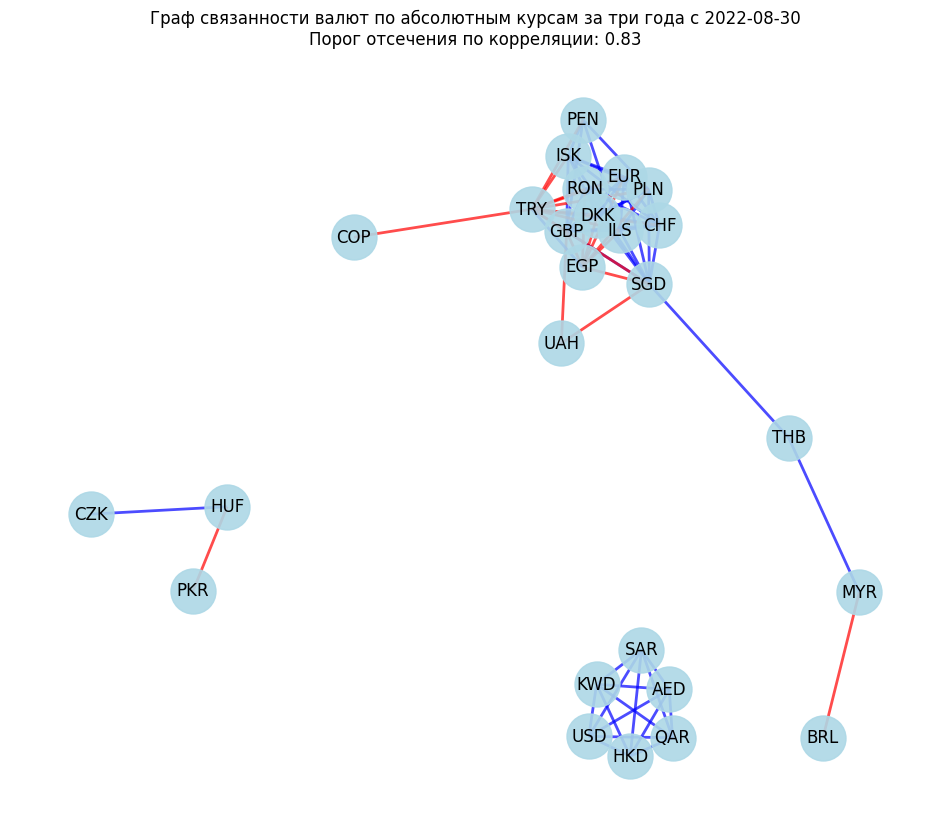 Граф связанности валют по абсолютным курсам за три года с 2022-08-30
Порог отсечения по корреляции: 0.83
PEN
ISK
EUR
RON
PLN
TRY
DKK
GBP
ILS
CHF
COP
EGP
SGD
UAH
THB
CZK
HUF
PKR
MYR
SAR
KWD
AED
USD
QAR
HKD
BRL